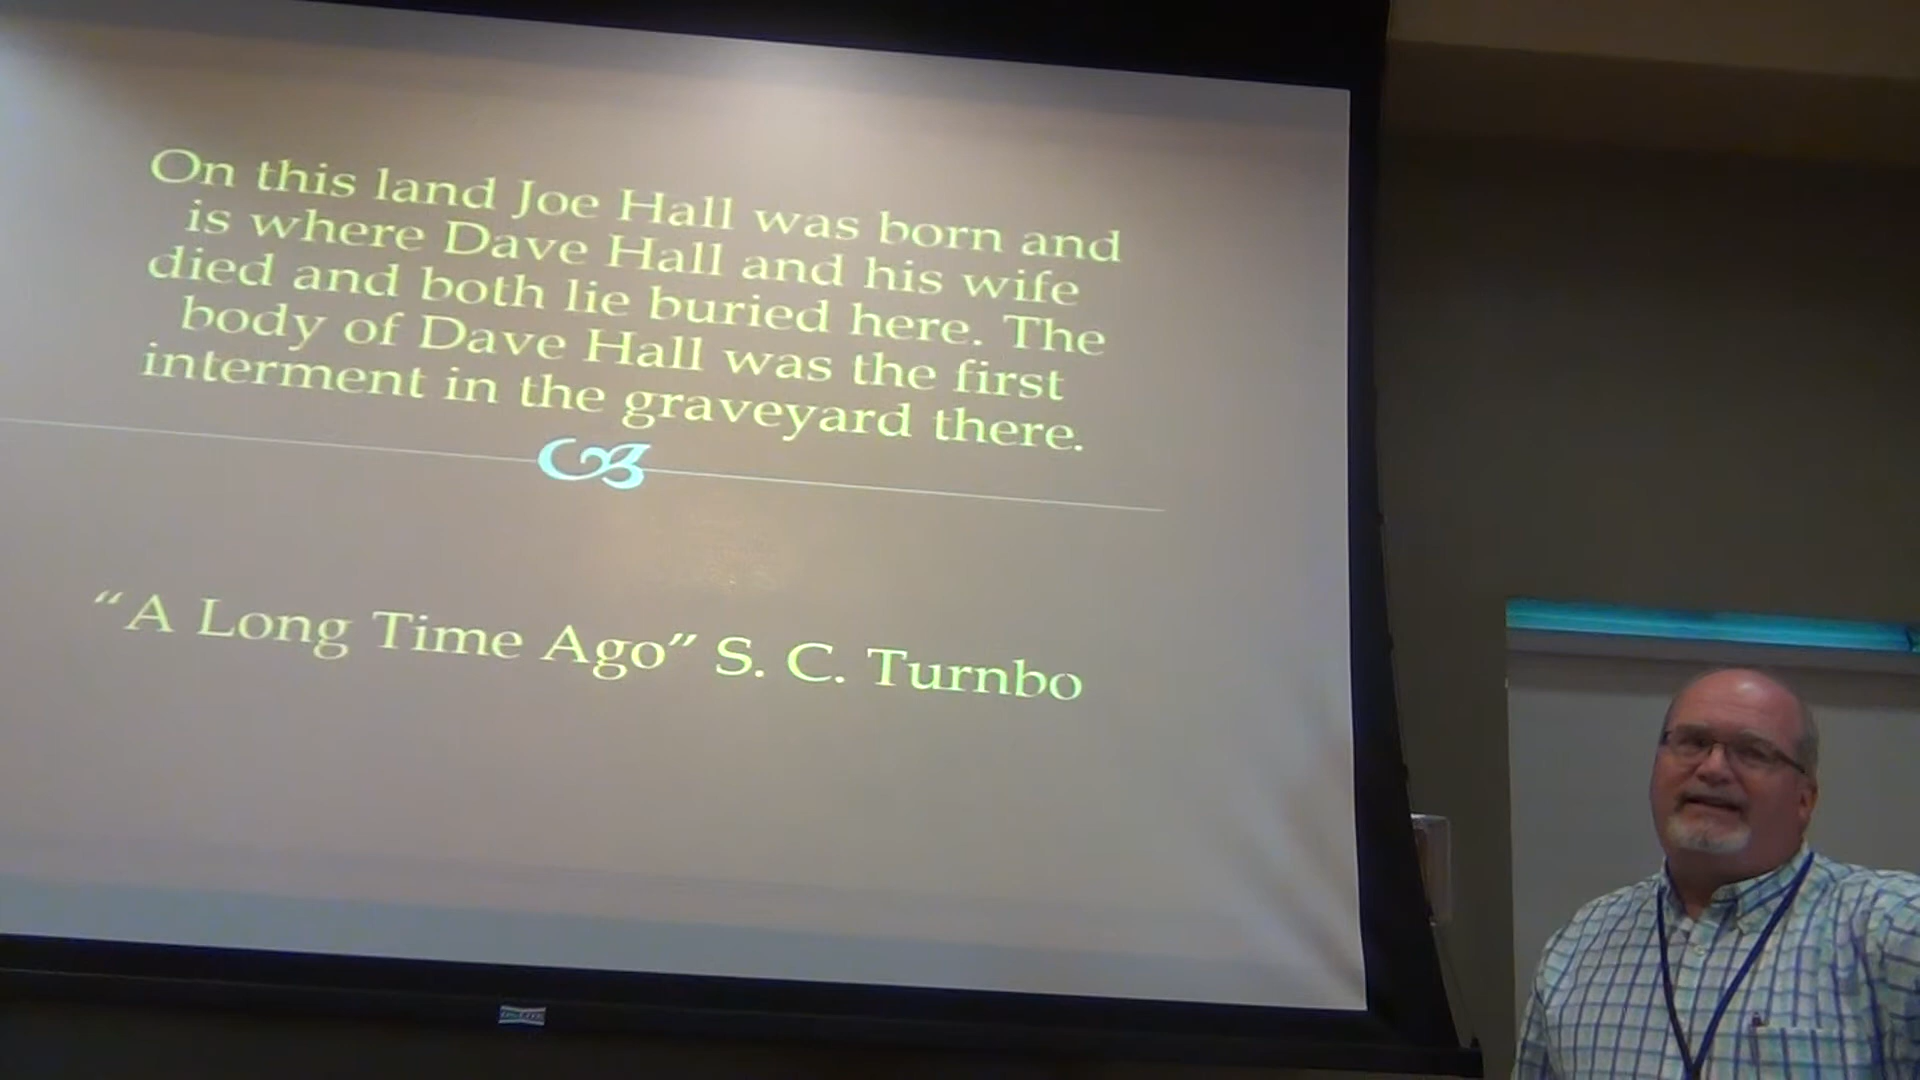 On this land Joe Hall was born and
is where Dave Hall and his wife
died and both lie buried here. The
body of Dave Hall was the first
interment in the graveyard there.
“A Long Time Ago” S. C. Turnbo